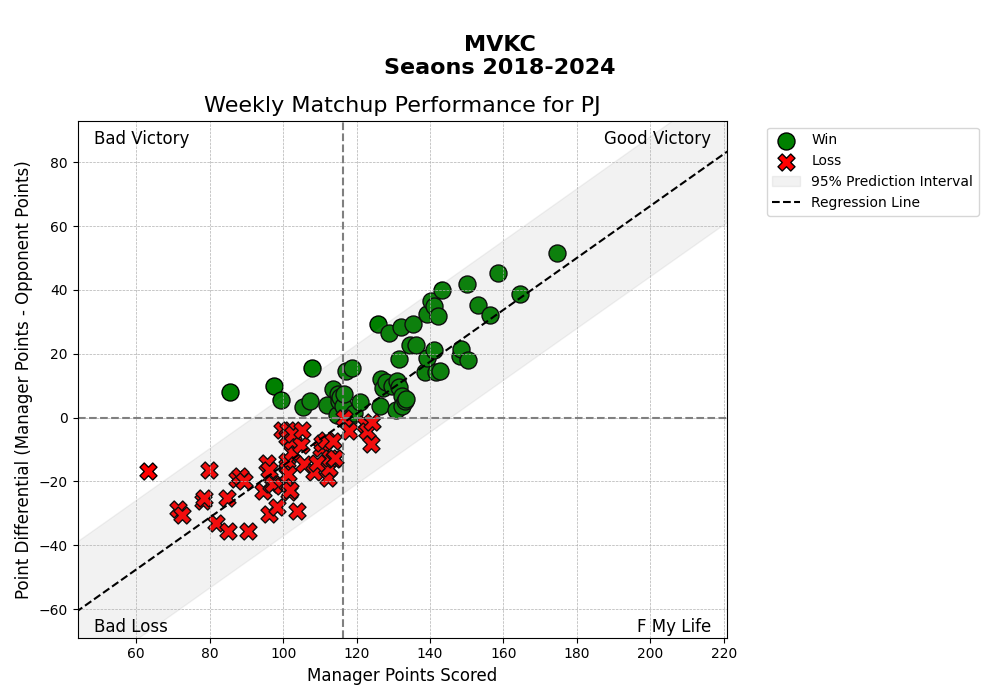 MVKC
Seaons 2018-2024
Weekly Matchup Performance for PJ
Bad Victory
Good Victory
Bad Loss
F My Life
Point Differential (Manager Points - Opponent Points)
80
60
40
20
0
−20
−40
−60
60
80
100
120
140
160
180
200
220
Manager Points Scored
Win
Loss
95% Prediction Interval
Regression Line